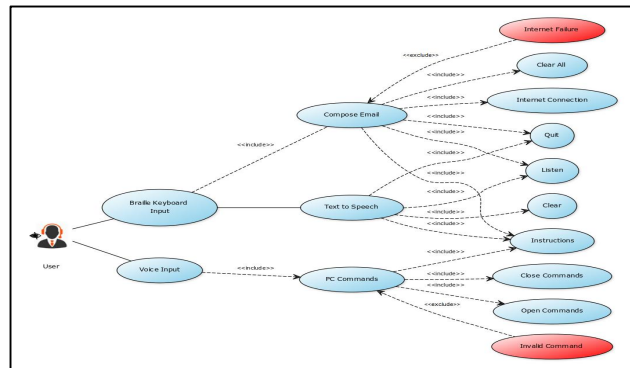 Internet Failure
<<exclude>>
Clear All
<<include>>
<<include>>
Internet Connection
Compose Email
<<include>>
Quit
<<include>>
<<include>>
<<include>>
Listen
<<include>>
Braille Keyboard
Input
Text to Speech
<<include>>
Clear
<<include>>
<<include>>
User
Voice Input
<<include>>
Instructions
<<include>>
PC Commands
<<include>>
Close Commands
<<include>>
<<exclude>>
Open Commands
Invalid Command